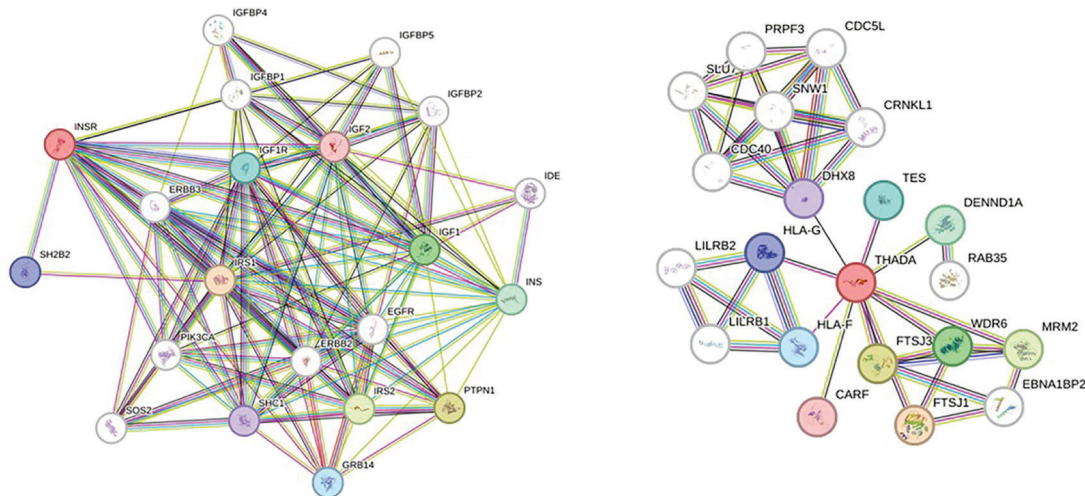 IGFBP4
IGFBP5
IGFBP1
IGFBP2
INSR
IGF2
IGF1R
IDE
ERBB3
IGF1
SH2B2
IRS1
INS
EGFR
PIK3CA
ERBB2
IRS2
PTPN1
SOS2
SHC1
GRB14
PRPF3
CDC5L
SLU7
SNW1
CRNKL1
CDC40
DHX8
TES
DENND1A
HLA-G
LILRB2
THADA
RAB35
LILRB1
HLA-F
WDR6
FTSJ3
MRM2
EBNA1BP2
CARF
FTSJ1